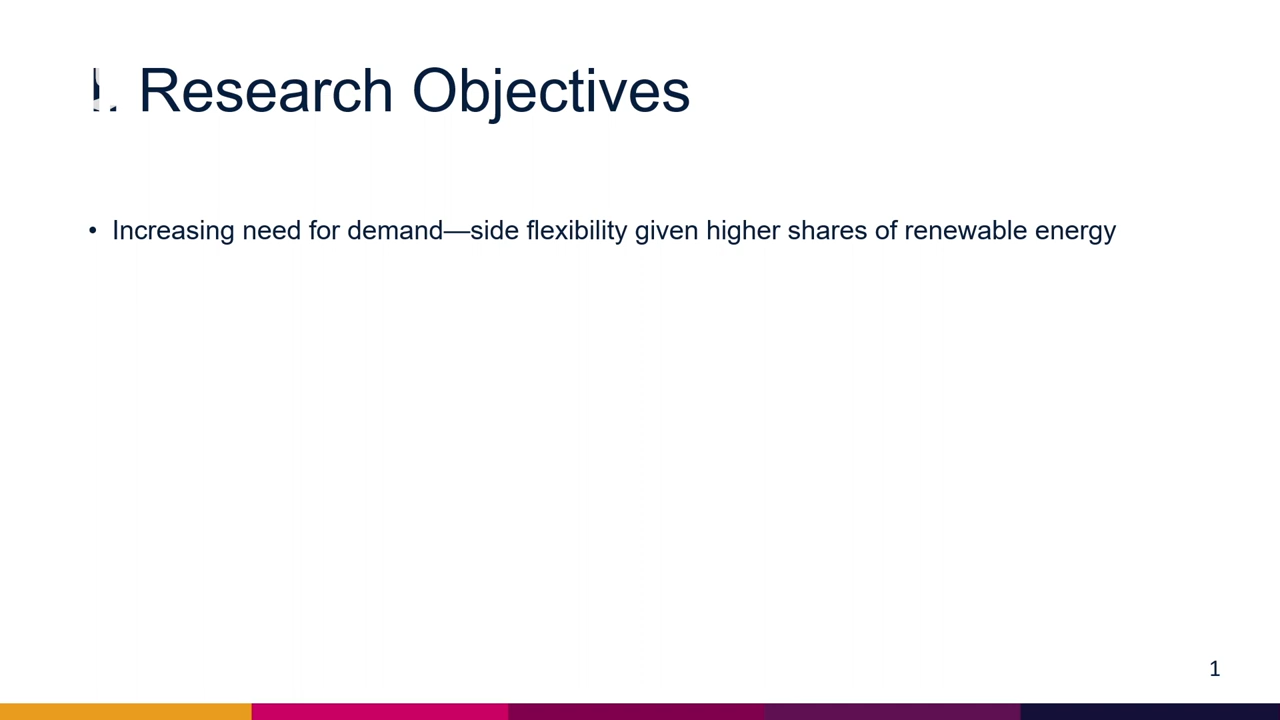 I. Research Objectives
• Increasing need for demand—side flexibility given higher shares of renewable energy
1